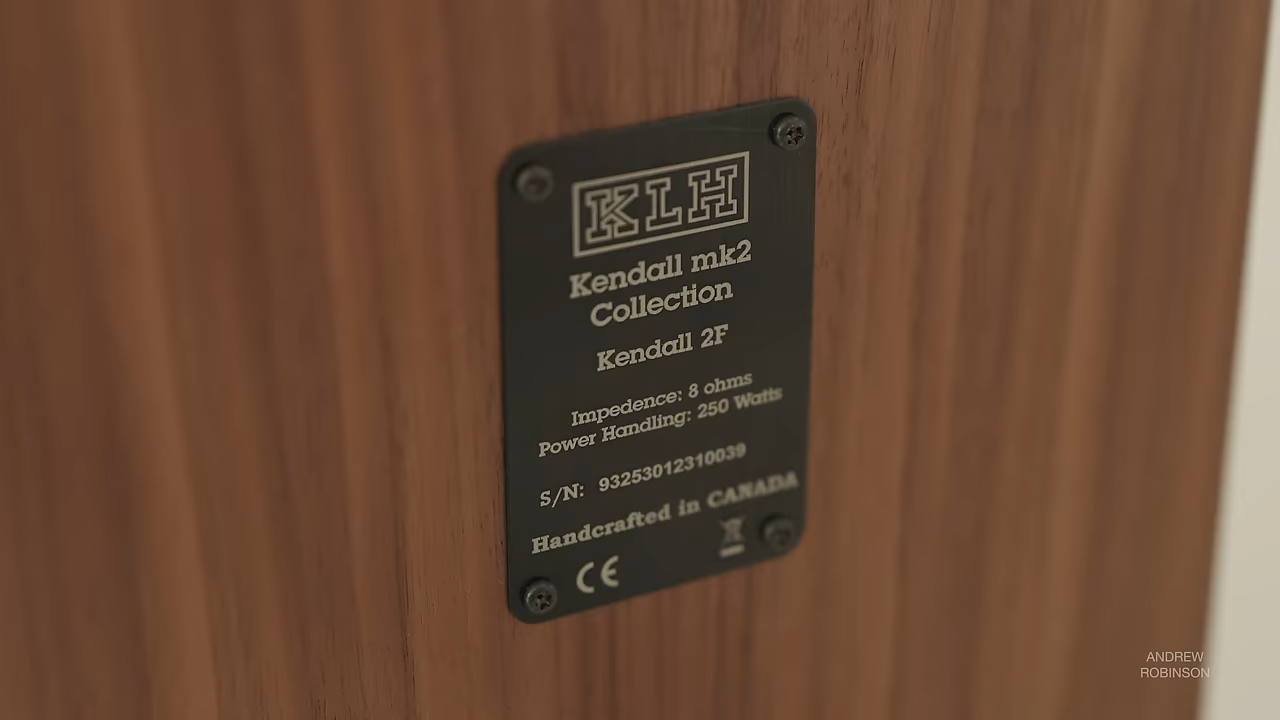 KLH
Kendall mk2
Collection
Kendall 2F
Impedence: 8 ohms
Power Handling: 250 Watts
S/N: 93253012310039
Handcrafted in CANADA
CE
ANDREW
ROBINSON